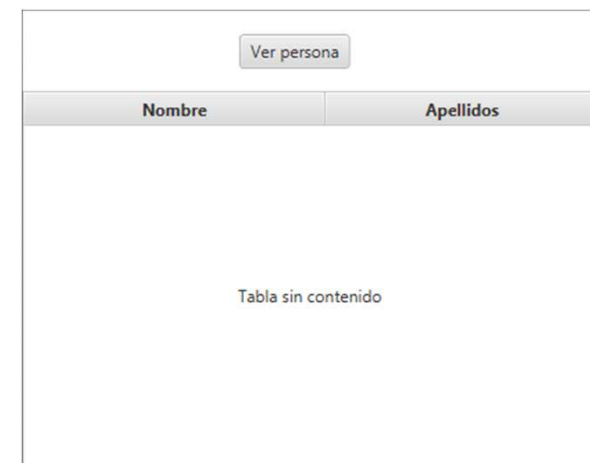 Ver persona
Nombre Apellidos
Tabla sin contenido